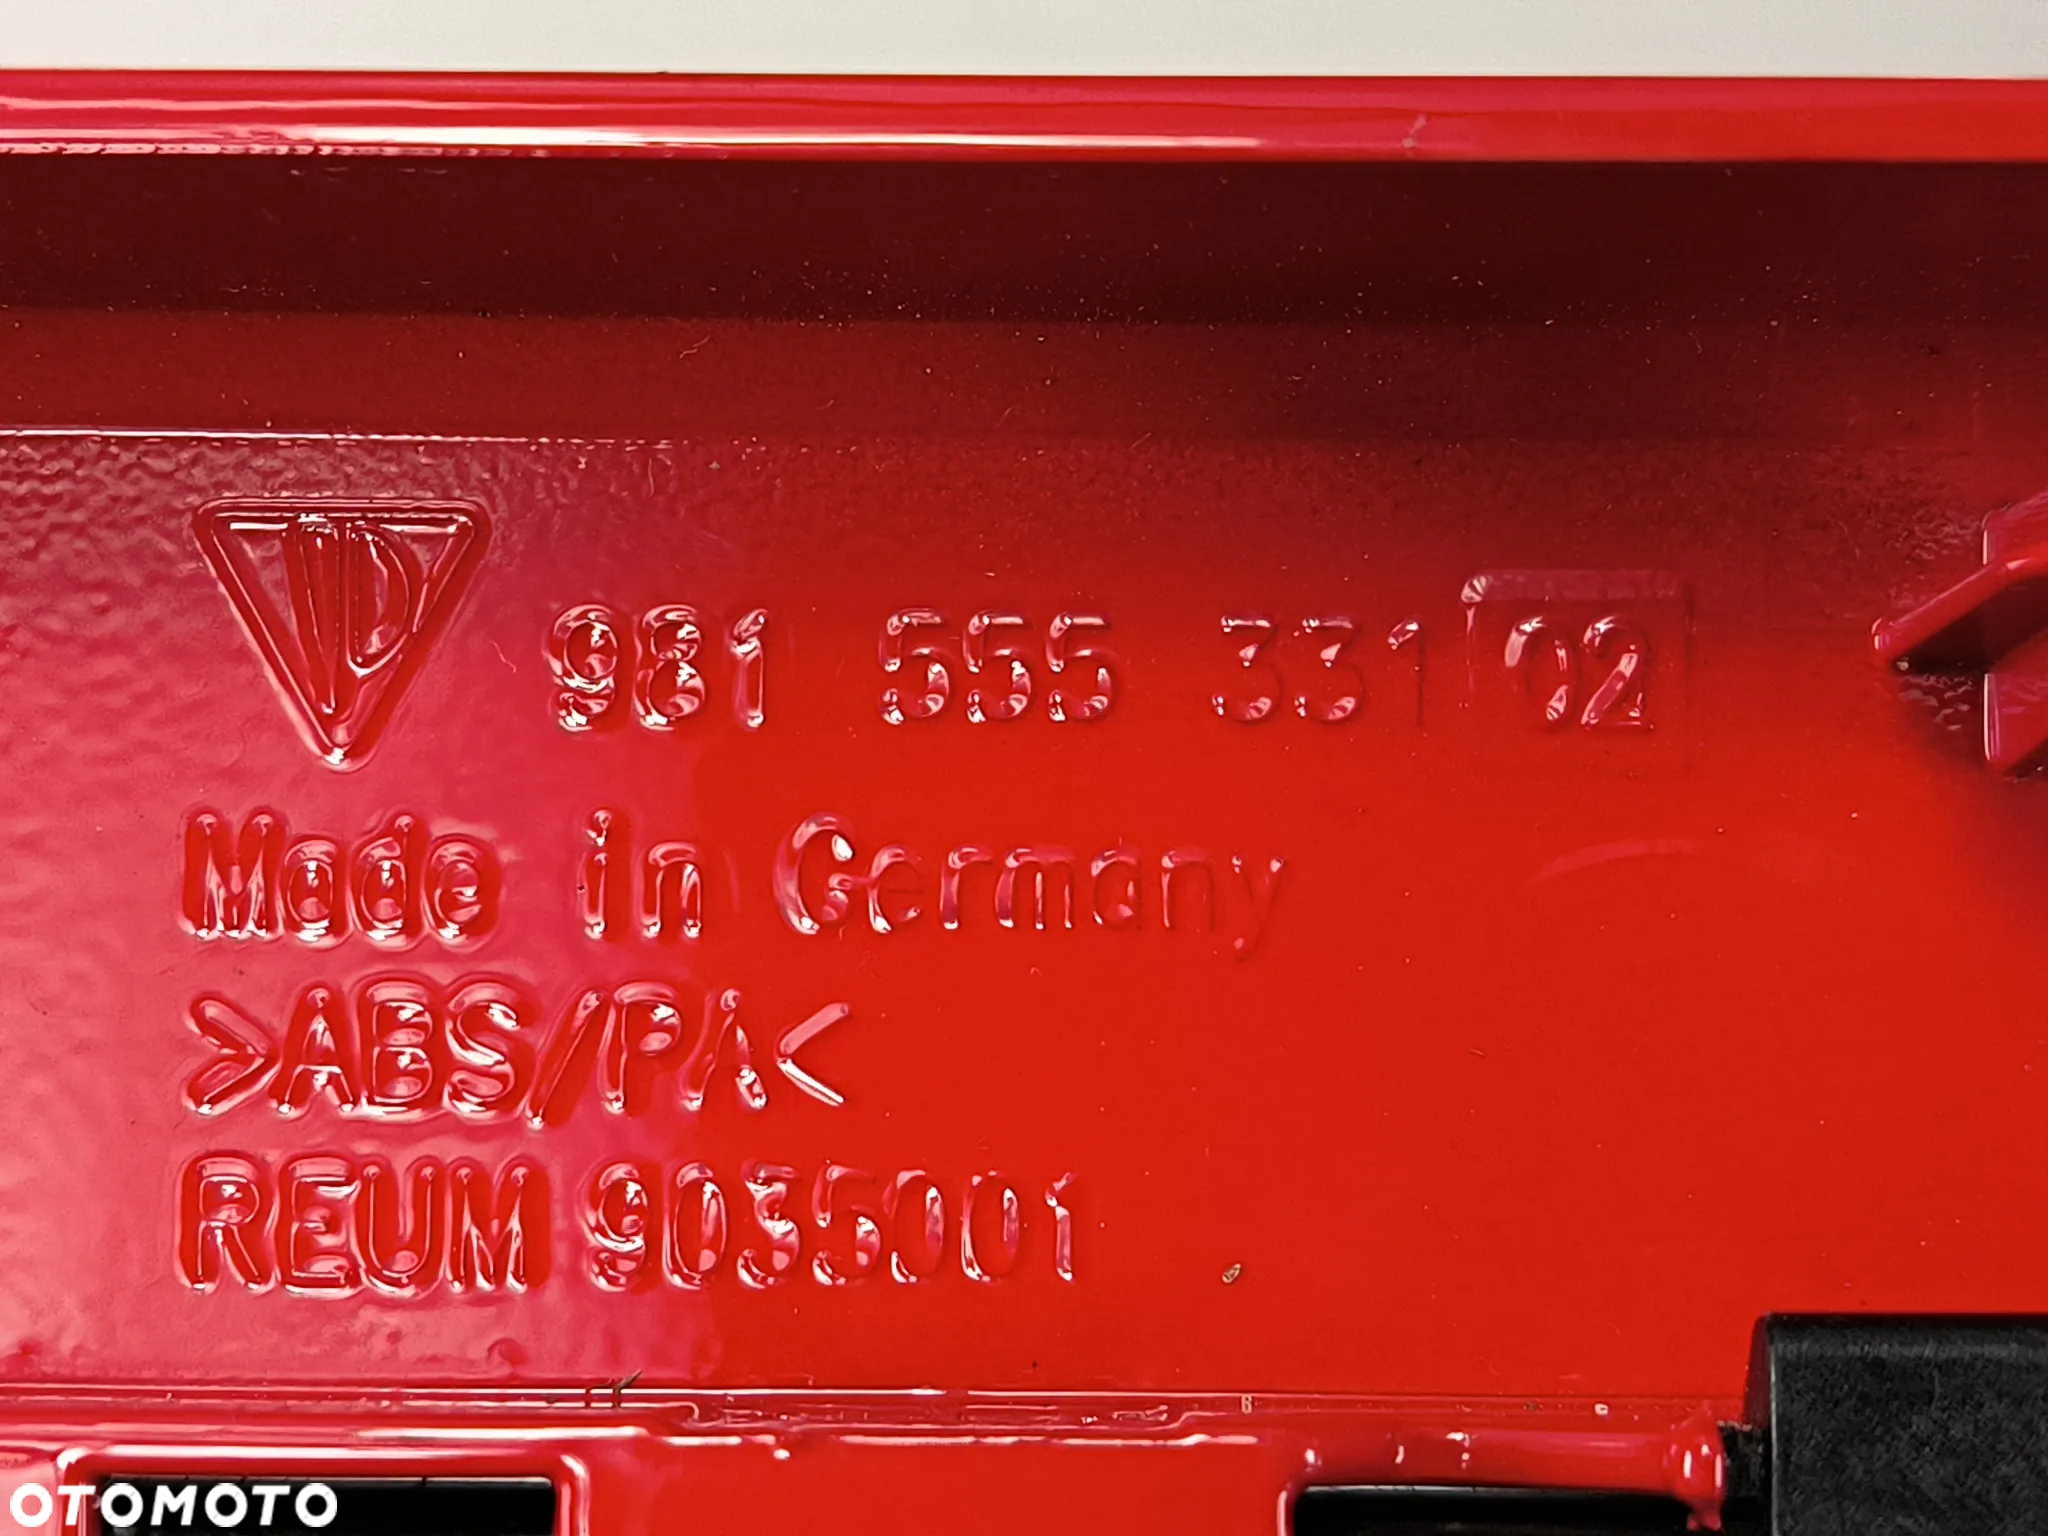 981 555 331 02
Made in Germany
>ABS/PA<
REUM 9035001
OTOMOTO